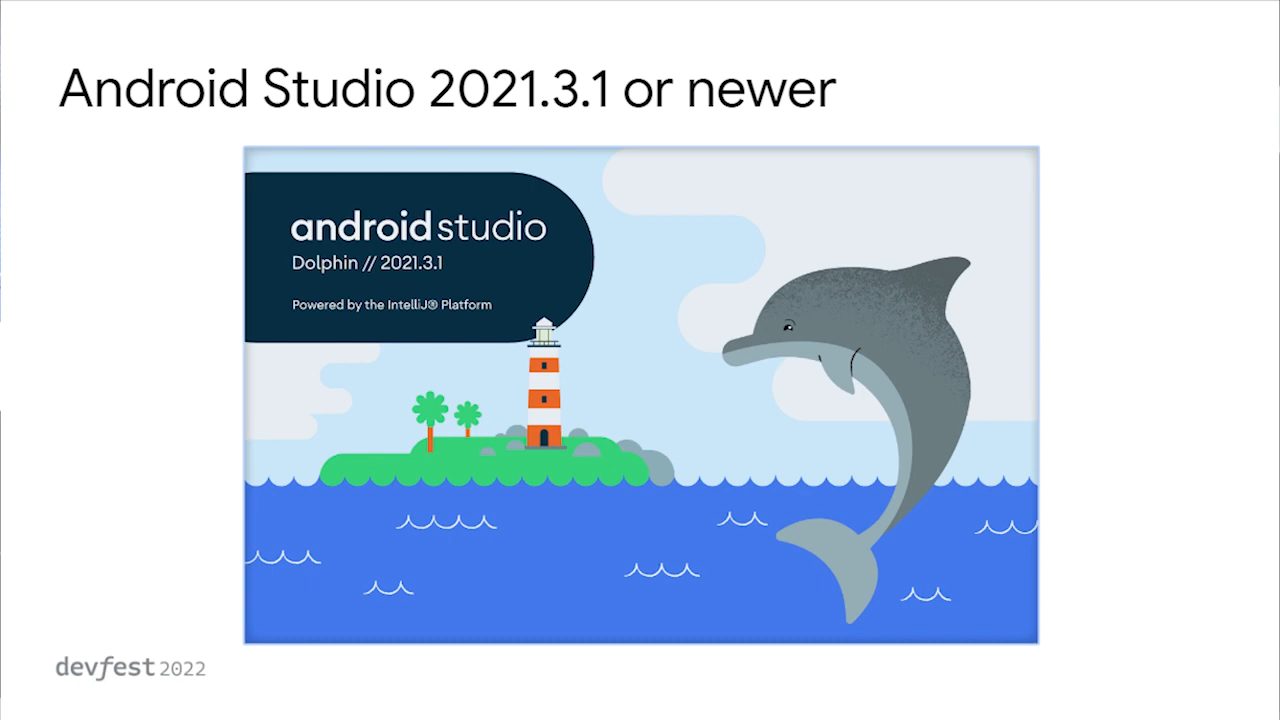 Android Studio 2021.3.1 or newer
android studio
Dolphin // 2021.3.1
Powered by the IntelliJ® Platform
devfest 2022